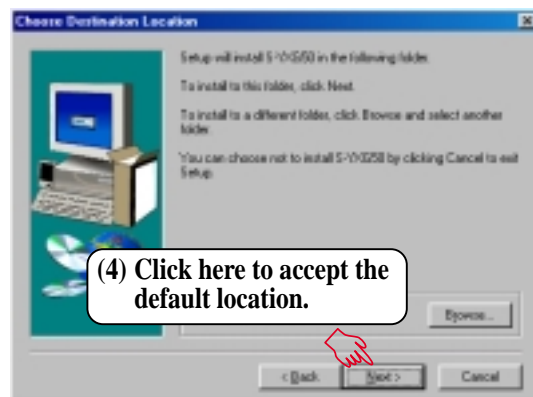 Choose Destination Location
Setup will install S-YXG50 in the following folder.
To install to this folder, click Next.
To install to a different folder, click Browse and select another
folder.
You can choose not to install S-YXG50 by clicking Cancel to exit
Setup.
(4) Click here to accept the
default location.
Browse...
< Back
Next >
Cancel